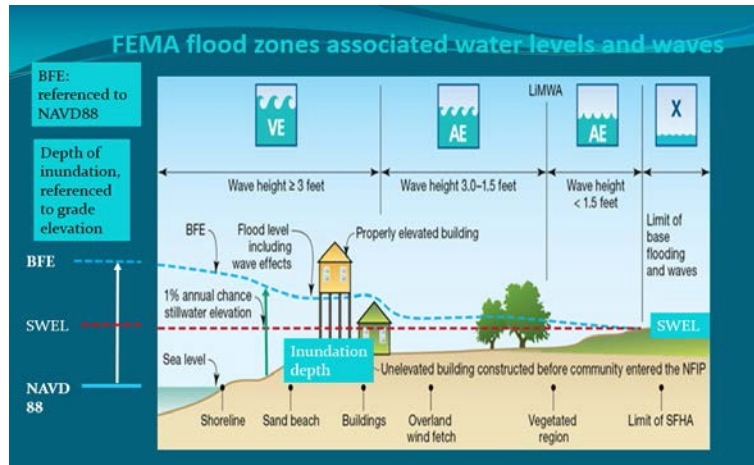 FEMA flood zones associated water levels and waves
BFE:
referenced to
NAVD88
Depth of
inundation,
referenced
to grade
elevation
BFE
SWEL
NAVD
88
VE
AE
LiMWA
AE
X
Wave height ≥ 3 feet
Wave height 3.0–1.5 feet
Wave height
< 1.5 feet
Limit of
base
flooding
and waves
BFE
Flood level
including
wave effects
Properly elevated building
1% annual chance
stillwater elevation
Sea level
Inundation
depth
SWEL
Unelevated building constructed before community entered the NFIP
Shoreline
Sand beach
Buildings
Overland
wind fetch
Vegetated
region
Limit of SFHA